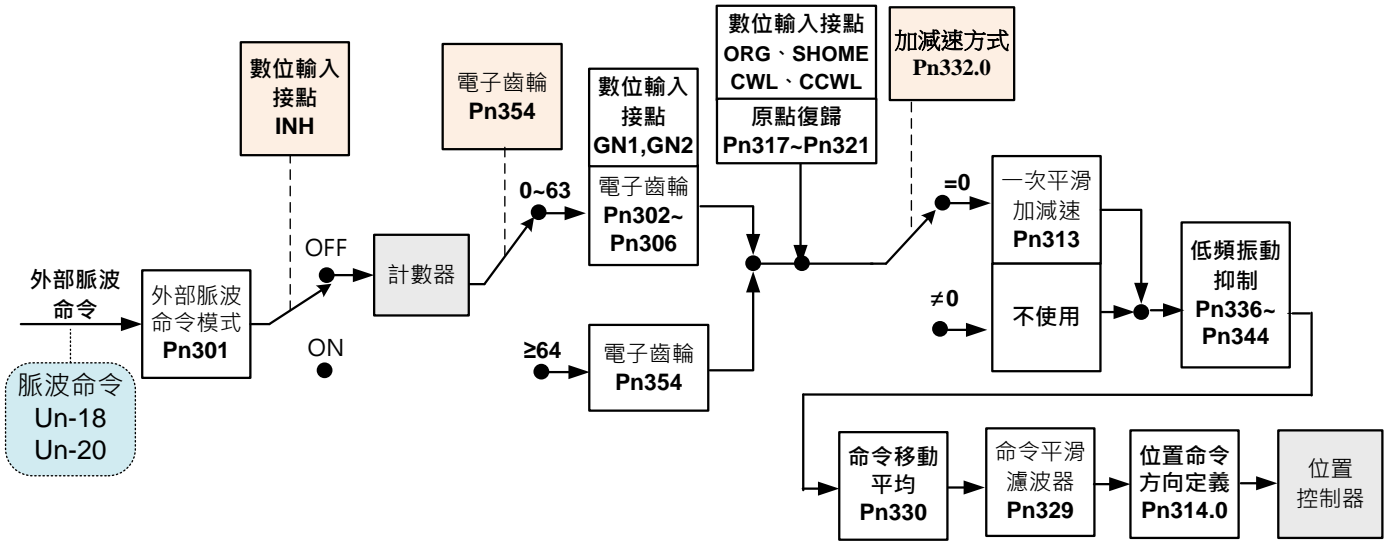 外部脈波
命令
脈波命令
Un-18
Un-20
外部脈波
命令模式
Pn301
數位輸入
接點
INH
OFF
ON
計數器
電子齒輪
Pn354
0~63
≥64
數位輸入
接點
GN1,GN2
電子齒輪
Pn302~
Pn306
電子齒輪
Pn354
數位輸入接點
ORG、SHOME
CWL、CCWL
原點復歸
Pn317~Pn321
加減速方式
Pn332.0
=0
≠0
一次平滑
加減速
Pn313
不使用
低頻振動
抑制
Pn336~
Pn344
命令移動
平均
Pn330
命令平滑
濾波器
Pn329
位置命令
方向定義
Pn314.0
位置
控制器